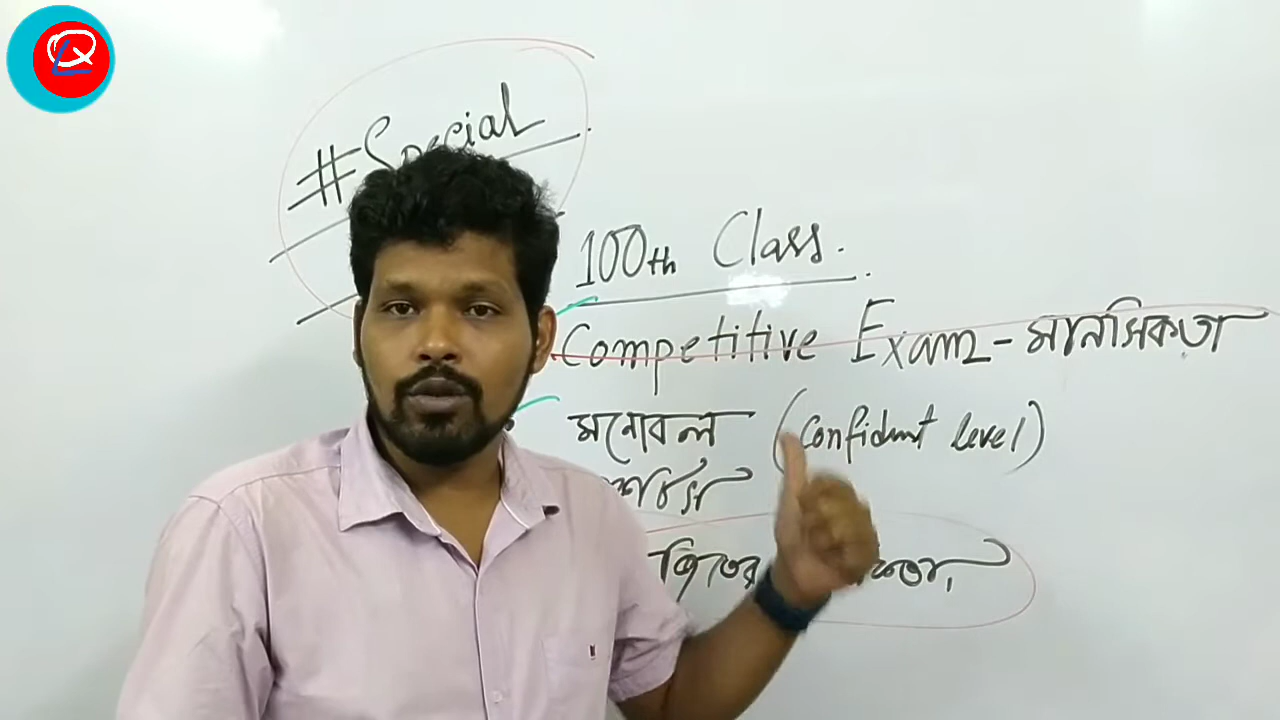 #Special
100th Class.
Competitive Exam - মানসিকতা
মনোবল (Confident level)